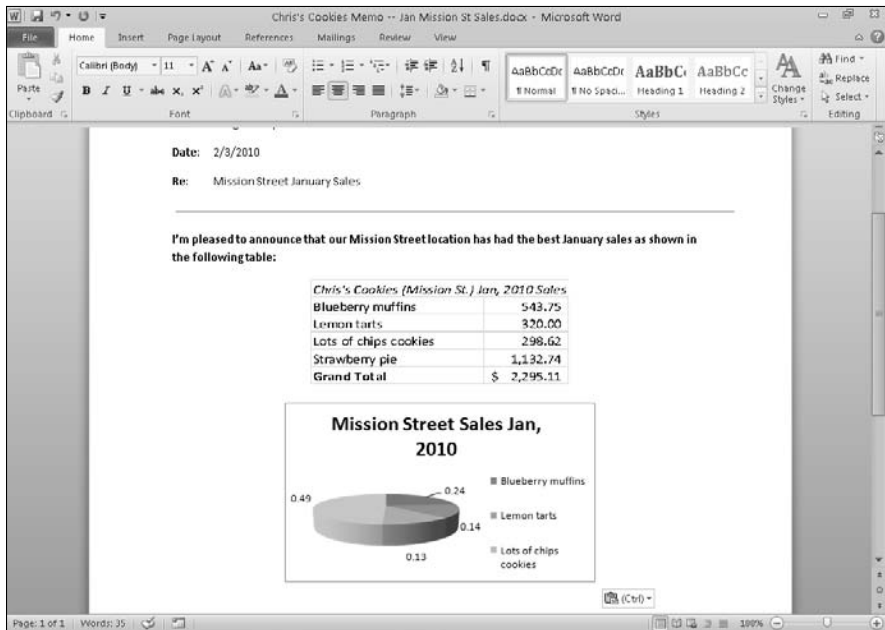 Chris's Cookies Memo -- Jan Mission St Sales.docx - Microsoft Word
File Home Insert Page Layout References Mailings Review View
Calibri (Body) 11 A A Aa
Paste
B I U abc x, x² A ab A
AaBbCcDc AaBbCcDc AaBbC AaBbCc
¶ Normal ¶ No Spaci... Heading 1 Heading 2
Change Styles
Find
Replace
Select
Clipboard Font Paragraph Styles Editing
Date: 2/3/2010
Re: Mission Street January Sales
I'm pleased to announce that our Mission Street location has had the best January sales as shown in
the following table:
Chris's Cookies (Mission St.) Jan, 2010 Sales
Blueberry muffins 543.75
Lemon tarts 320.00
Lots of chips cookies 298.62
Strawberry pie 1,132.74
Grand Total $ 2,295.11
Mission Street Sales Jan,
2010
0.49
0.24
0.14
0.13
Blueberry muffins
Lemon tarts
Lots of chips
cookies
(Ctrl)
Page: 1 of 1 Words: 35 100%